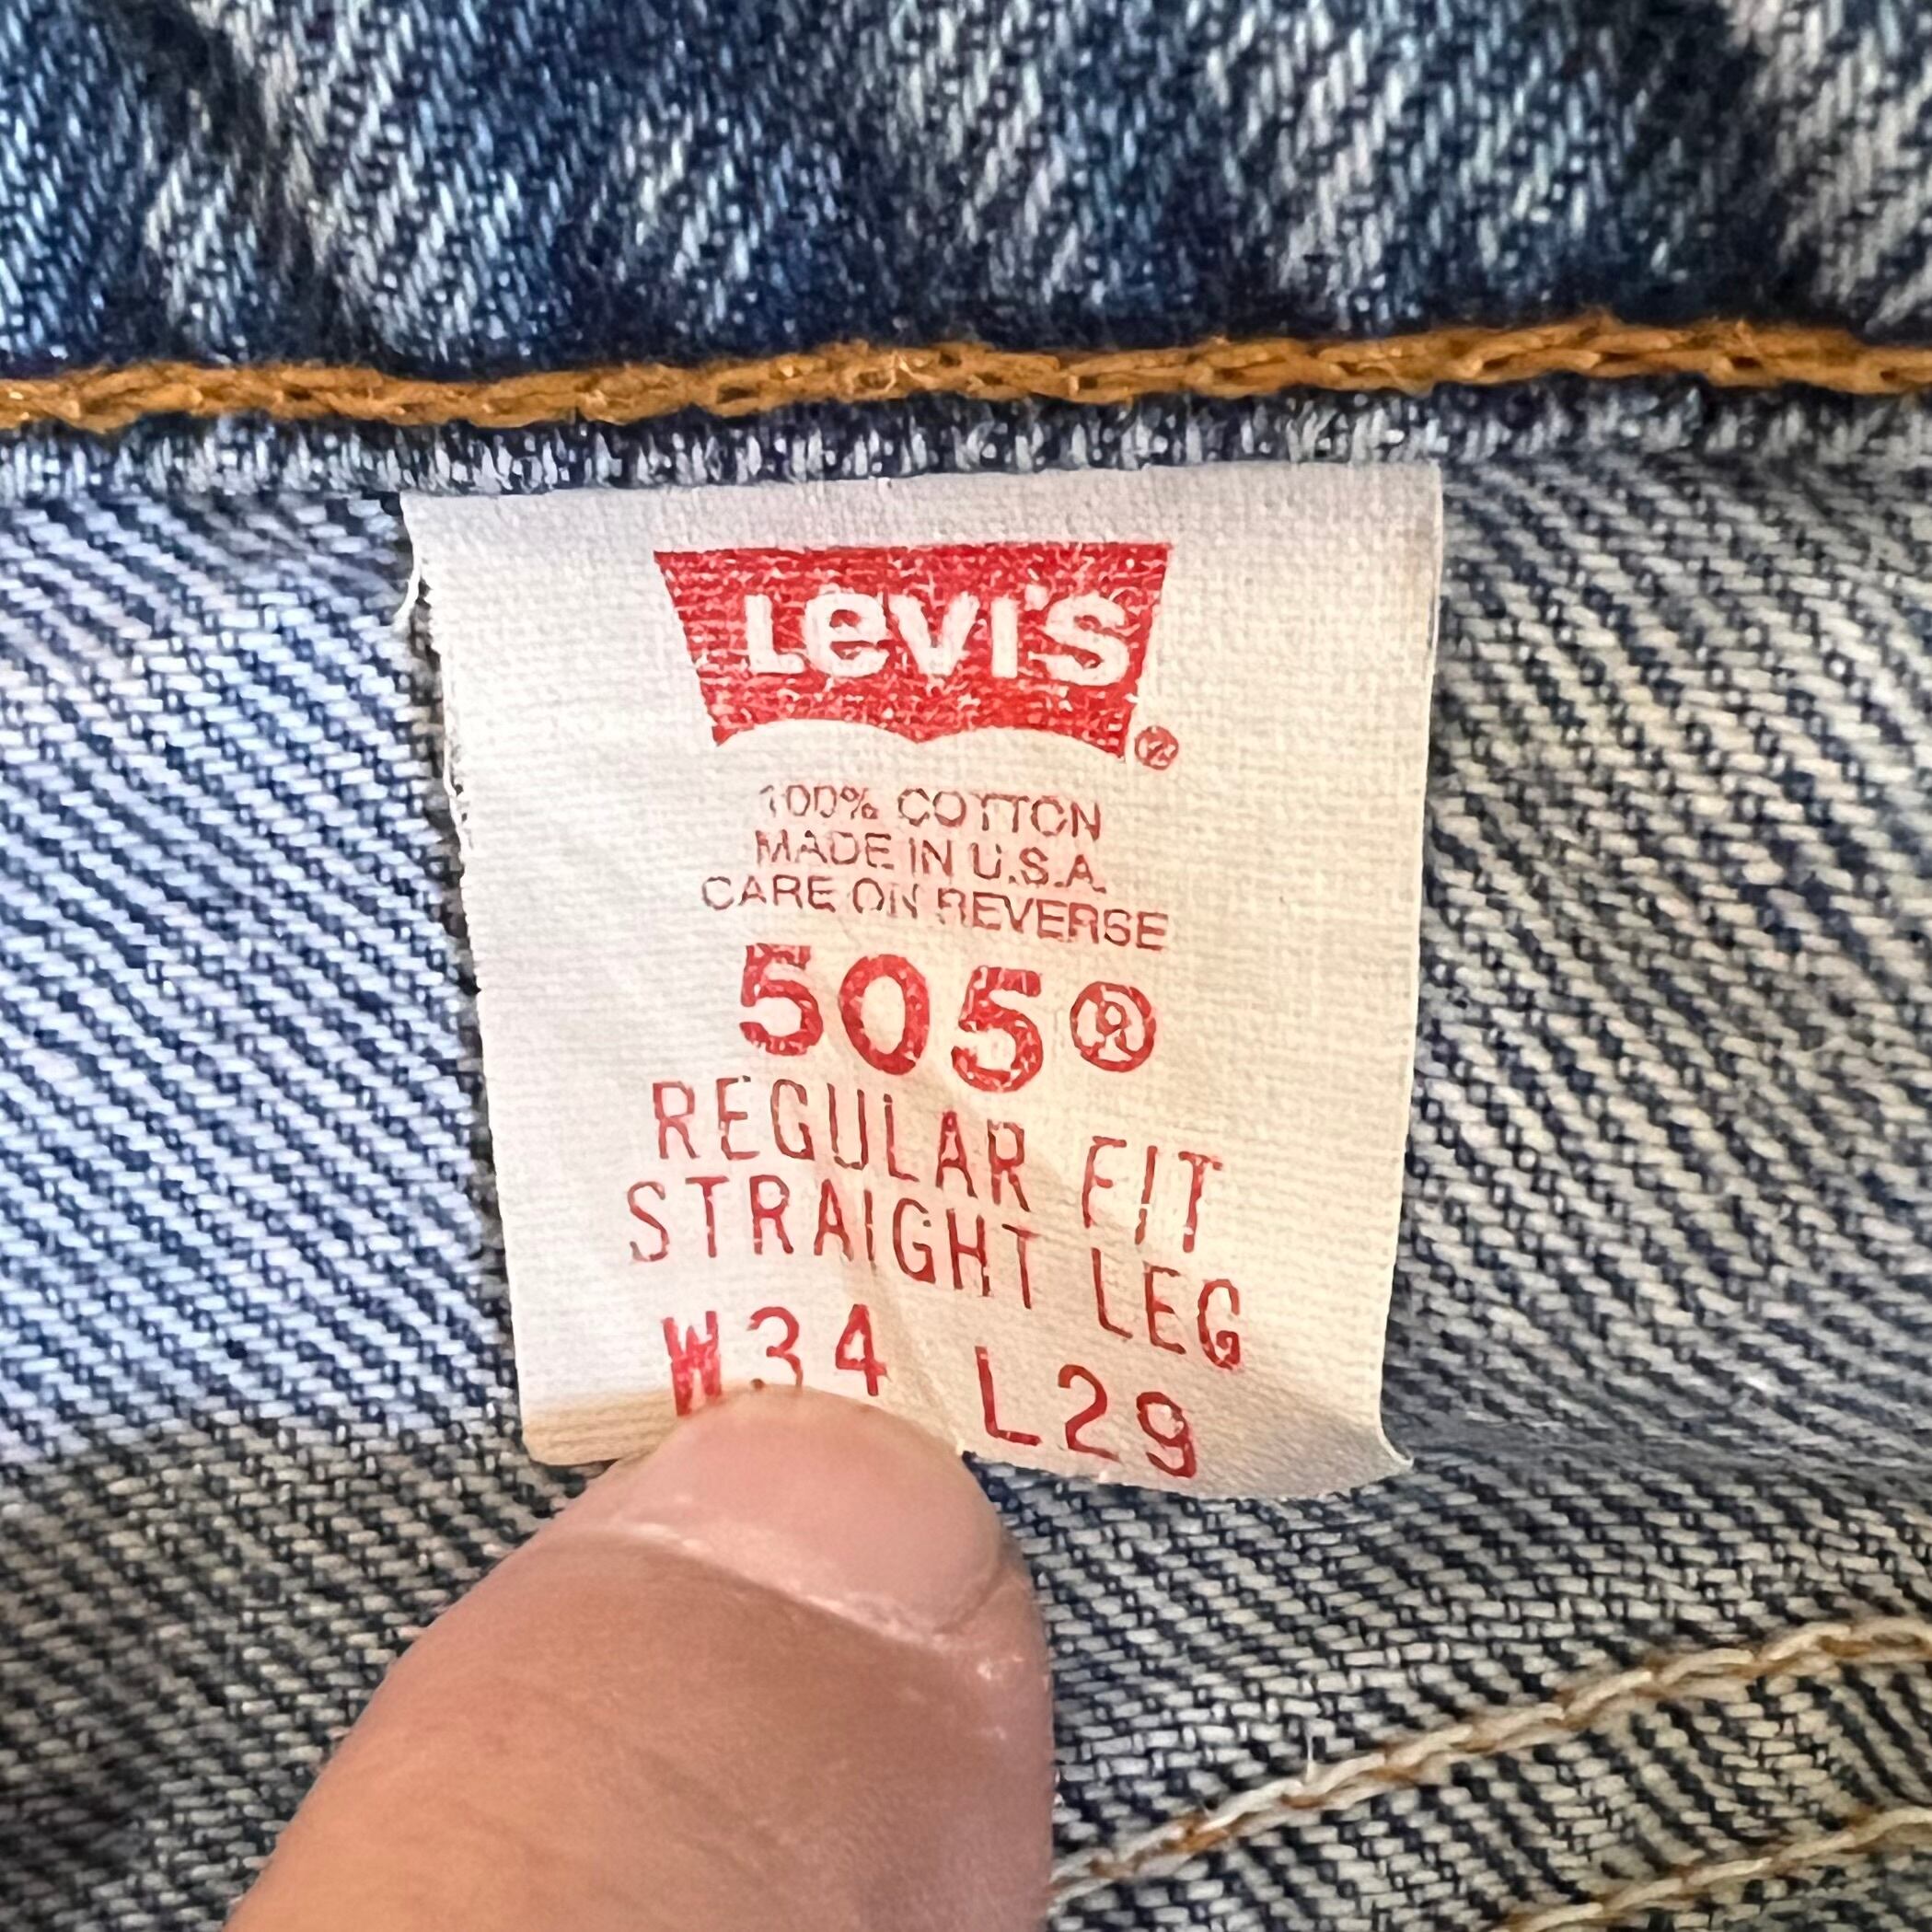 Levi's
®
100% COTTON
MADE IN U.S.A.
CARE ON REVERSE
505®
REGULAR FIT
STRAIGHT LEG
W34 L29